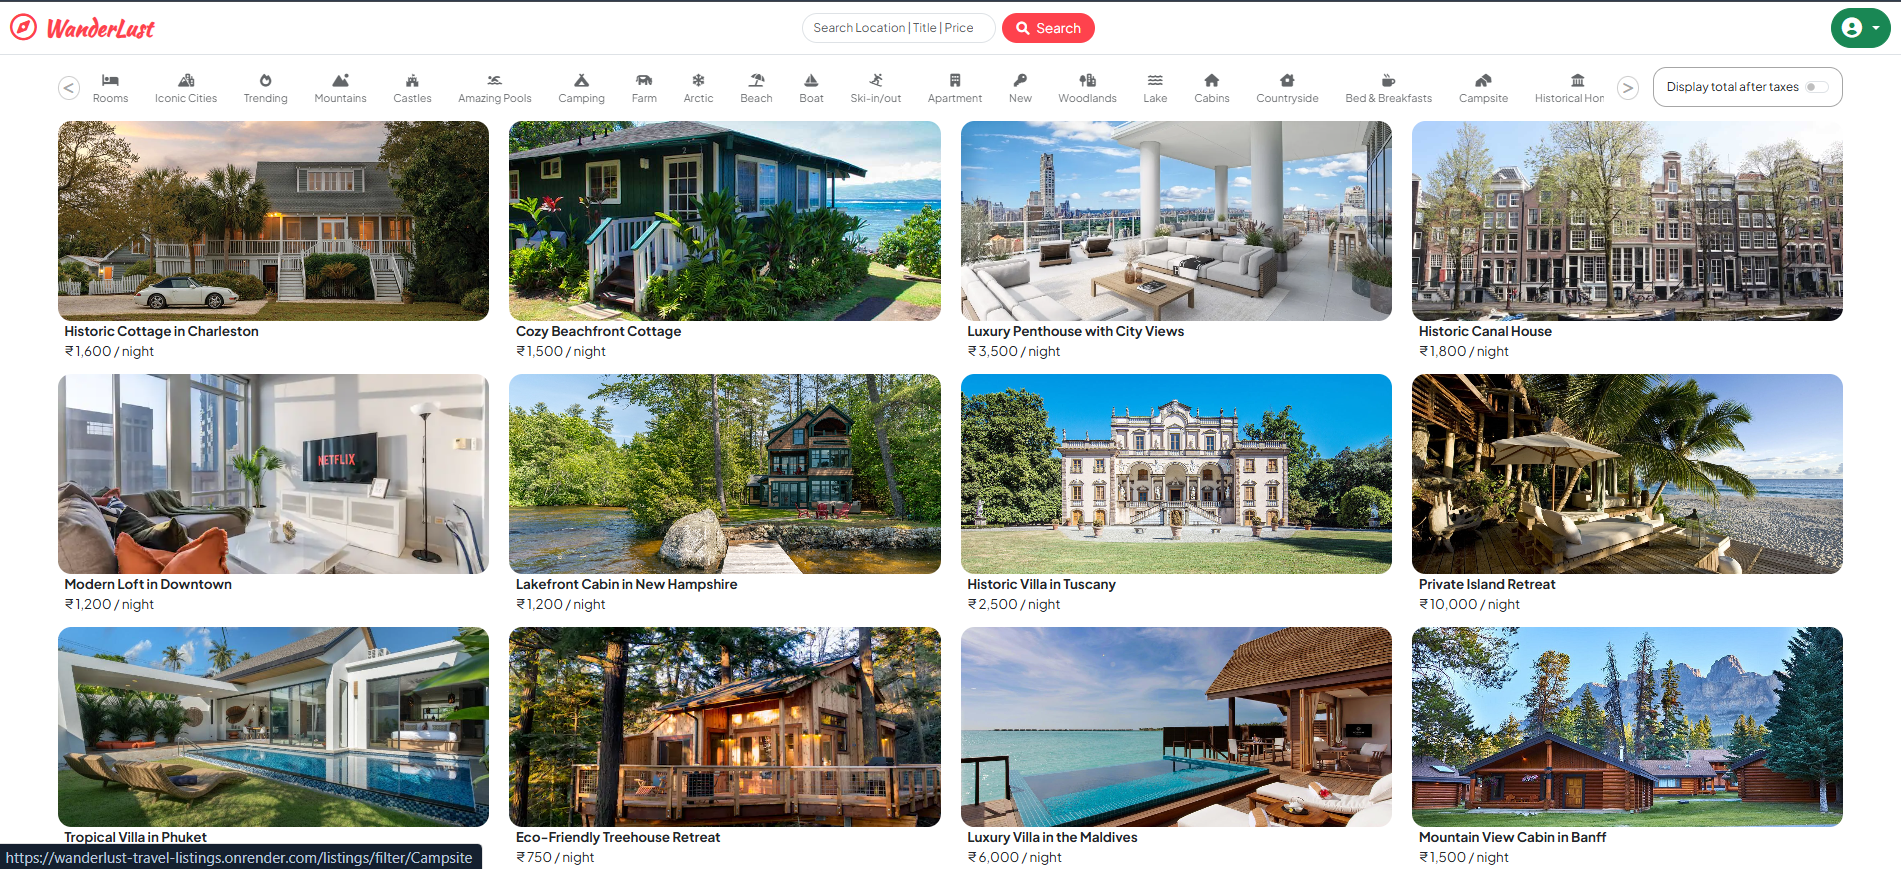 WanderLust
Search Location | Title | Price
Search
<
Rooms
Iconic Cities
Trending
Mountains
Castles
Amazing Pools
Camping
Farm
Arctic
Beach
Boat
Ski-in/out
Apartment
New
Woodlands
Lake
Cabins
Countryside
Bed & Breakfasts
Campsite
Historical Hor
>
Display total after taxes
Historic Cottage in Charleston
₹1,600 / night
Cozy Beachfront Cottage
₹1,500 / night
Luxury Penthouse with City Views
₹3,500 / night
Historic Canal House
₹1,800 / night
NETFLIX
Modern Loft in Downtown
₹1,200 / night
Lakefront Cabin in New Hampshire
₹1,200 / night
Historic Villa in Tuscany
₹2,500 / night
Private Island Retreat
₹10,000 / night
Tropical Villa in Phuket
Eco-Friendly Treehouse Retreat
₹750 / night
Luxury Villa in the Maldives
₹6,000 / night
Mountain View Cabin in Banff
₹1,500 / night
https://wanderlust-travel-listings.onrender.com/listings/filter/Campsite